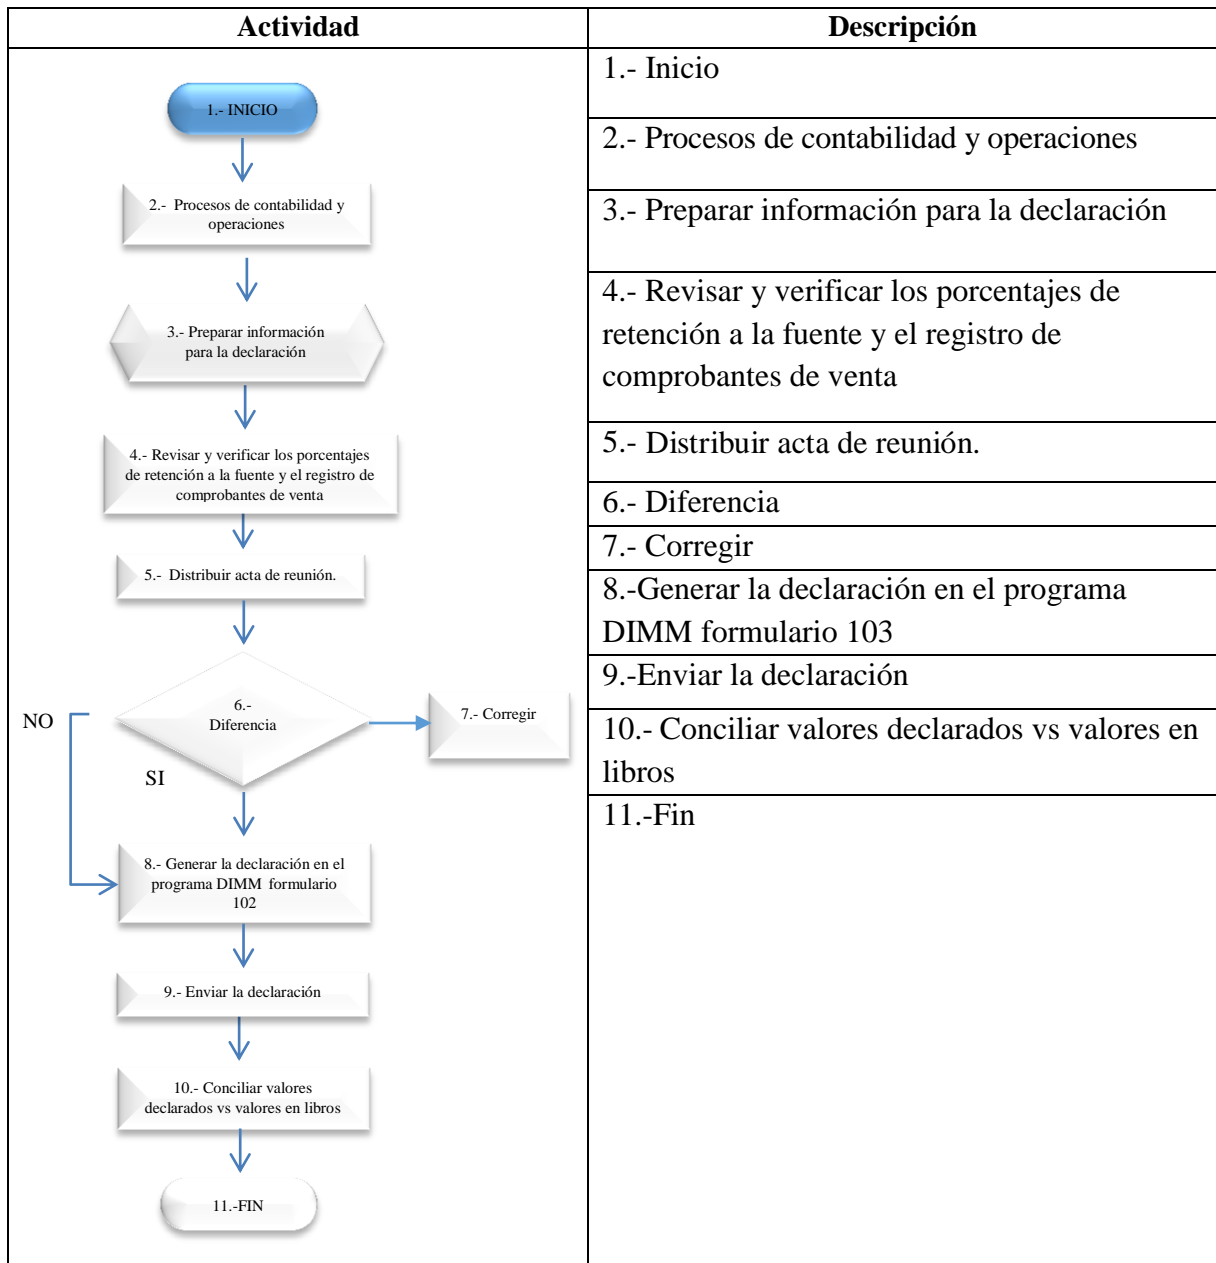 Actividad
Descripción
1.- INICIO
2.- Procesos de contabilidad y
operaciones
3.- Preparar información
para la declaración
4.- Revisar y verificar los porcentajes
de retención a la fuente y el registro de
comprobantes de venta
5.- Distribuir acta de reunión.
6.-
Diferencia
NO
SI
7.- Corregir
8.- Generar la declaración en el
programa DIMM formulario
102
9.- Enviar la declaración
10.- Conciliar valores
declarados vs valores en libros
11.-FIN
1.- Inicio
2.- Procesos de contabilidad y operaciones
3.- Preparar información para la declaración
4.- Revisar y verificar los porcentajes de
retención a la fuente y el registro de
comprobantes de venta
5.- Distribuir acta de reunión.
6.- Diferencia
7.- Corregir
8.-Generar la declaración en el programa
DIMM formulario 103
9.-Enviar la declaración
10.- Conciliar valores declarados vs valores en
libros
11.-Fin